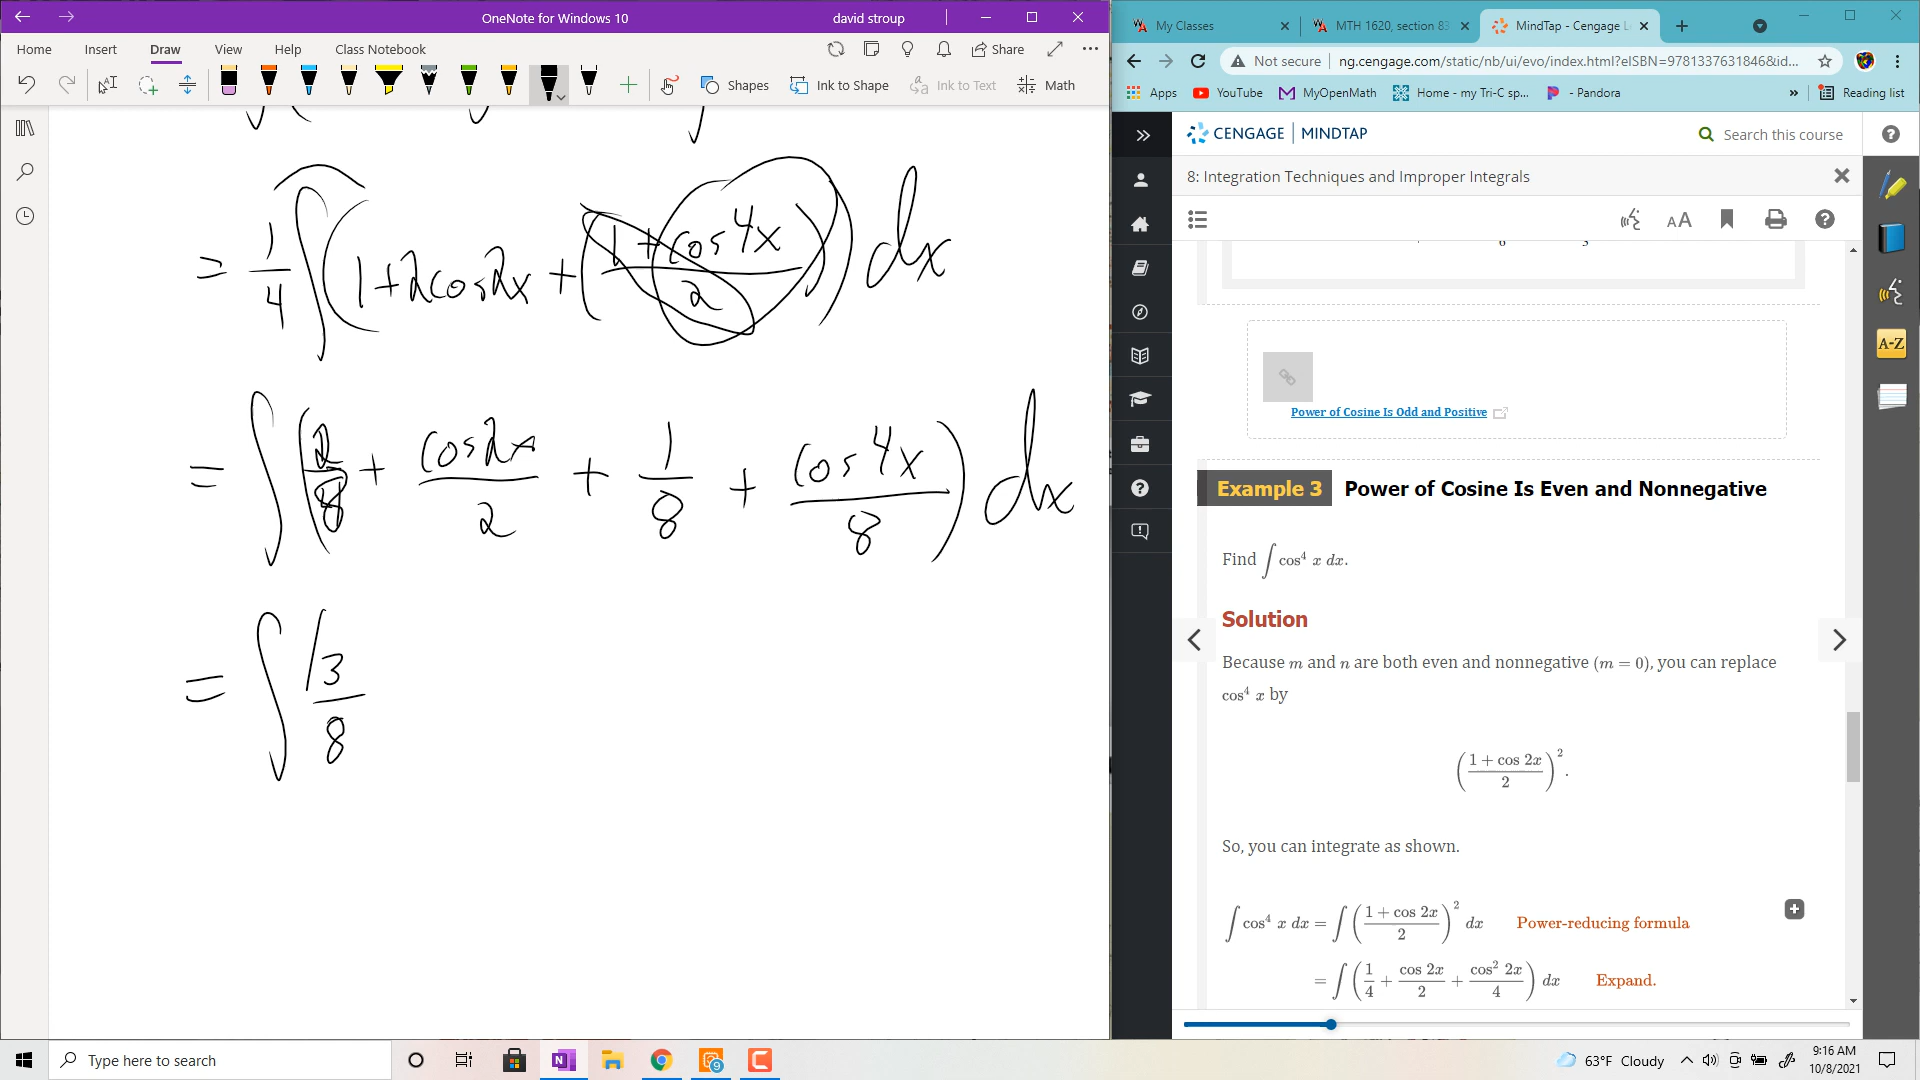 OneNote for Windows 10
david stroup
Home Insert Draw View Help Class Notebook
Share
Shapes Ink to Shape Ink to Text Math
= 1/4 ∫ (1 + 2cos2x + (1 + cos4x)/2) dx
= ∫ (2/8 + cos2x/2 + 1/8 + cos4x/8) dx
= ∫ (3/8
My Classes
MTH 1620, section 83
MindTap - Cengage L
Not secure
ng.cengage.com/static/nb/ui/evo/index.html?eISBN=9781337631846&id...
Apps YouTube MyOpenMath Home - my Tri-C sp... - Pandora » Reading list
CENGAGE | MINDTAP
Search this course
8: Integration Techniques and Improper Integrals
AA
A-Z
6 3
Power of Cosine Is Odd and Positive
Example 3 Power of Cosine Is Even and Nonnegative
Find ∫ cos⁴ x dx.
Solution
Because m and n are both even and nonnegative (m = 0), you can replace
cos⁴ x by
((1 + cos 2x)/2)².
So, you can integrate as shown.
∫ cos⁴ x dx = ∫ ((1 + cos 2x)/2)² dx Power-reducing formula
= ∫ (1/4 + cos 2x/2 + cos² 2x/4) dx Expand.
Type here to search
9
63°F Cloudy
9:16 AM
10/8/2021